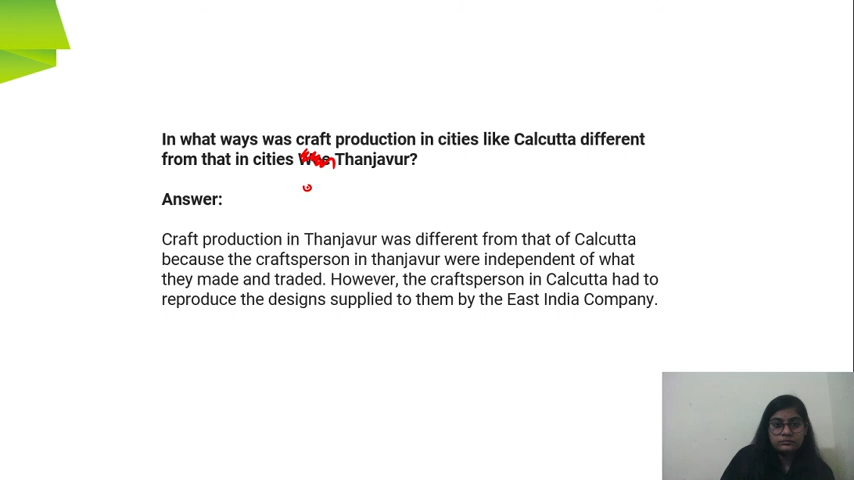 In what ways was craft production in cities like Calcutta different
from that in cities Thanjavur?
Answer:
Craft production in Thanjavur was different from that of Calcutta
because the craftsperson in thanjavur were independent of what
they made and traded. However, the craftsperson in Calcutta had to
reproduce the designs supplied to them by the East India Company.